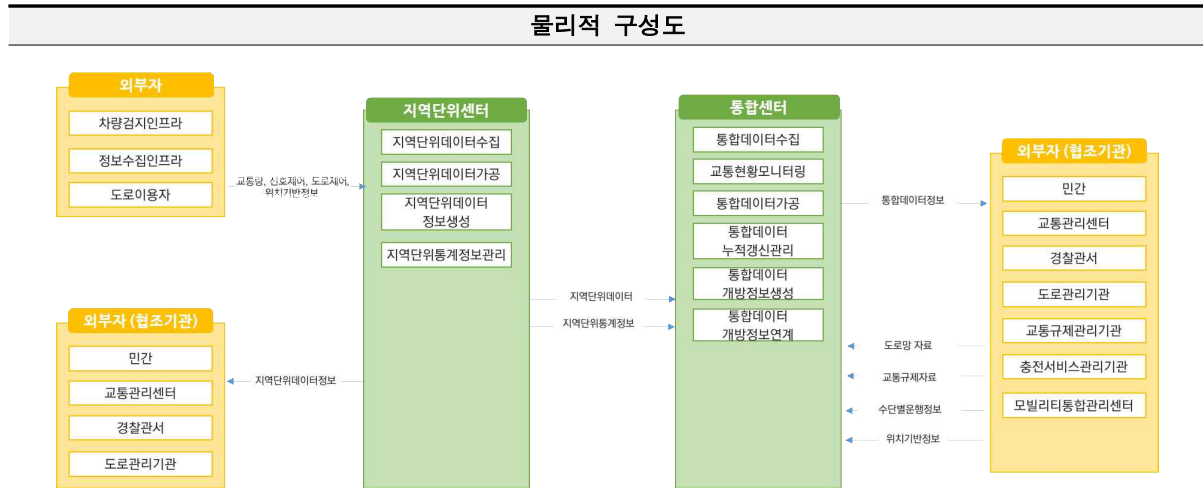 물리적 구성도
외부자
차량검지인프라
정보수집인프라
도로이용자
교통량, 신호제어, 도로제어,
위치기반정보
지역단위센터
지역단위데이터수집
지역단위데이터가공
지역단위데이터
정보생성
지역단위통계정보관리
외부자 (협조기관)
민간
교통관리센터
경찰관서
도로관리기관
지역단위데이터정보
지역단위데이터
지역단위통계정보
통합센터
통합데이터수집
교통현황모니터링
통합데이터가공
통합데이터
누적갱신관리
통합데이터
개방정보생성
통합데이터
개방정보연계
통합데이터정보
도로망 자료
교통규제자료
수단별운행정보
위치기반정보
외부자 (협조기관)
민간
교통관리센터
경찰관서
도로관리기관
교통규제관리기관
충전서비스관리기관
모빌리티통합관리센터